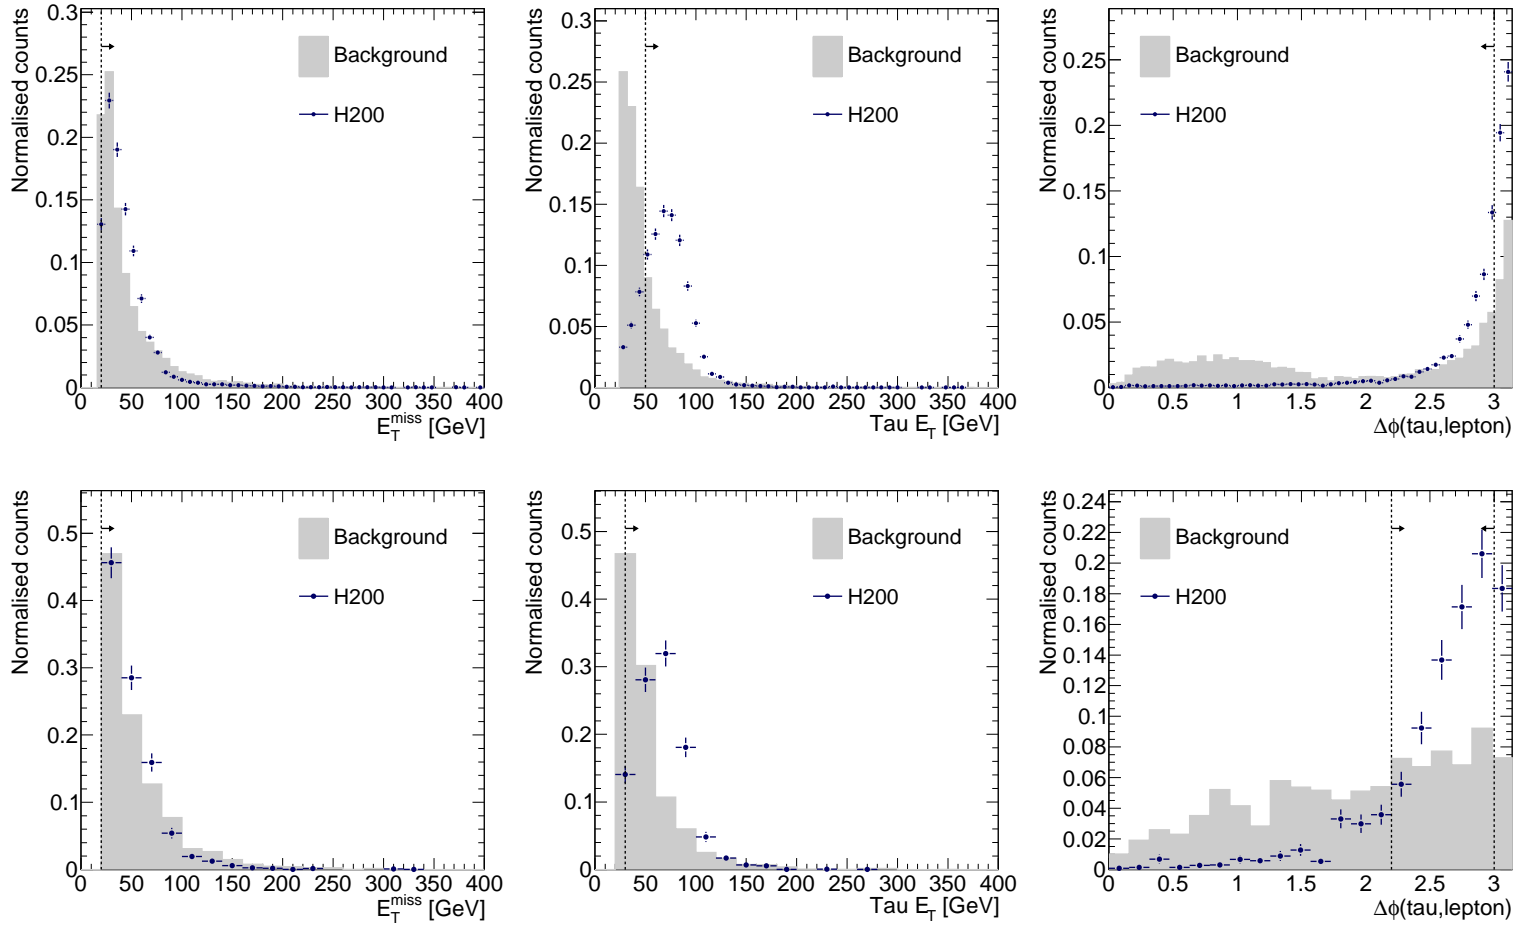 Normalised counts
0.3
0.25
0.2
0.15
0.1
0.05
0
Background
H200
0 50 100 150 200 250 300 350 400
E_T^miss [GeV]
Normalised counts
0.3
0.25
0.2
0.15
0.1
0.05
0
Background
H200
0 50 100 150 200 250 300 350 400
Tau E_T [GeV]
Normalised counts
0.25
0.2
0.15
0.1
0.05
0
Background
H200
0 0.5 1 1.5 2 2.5 3
Δϕ(tau,lepton)
Normalised counts
0.5
0.4
0.3
0.2
0.1
0
Background
H200
0 50 100 150 200 250 300 350 400
E_T^miss [GeV]
Normalised counts
0.5
0.4
0.3
0.2
0.1
0
Background
H200
0 50 100 150 200 250 300 350 400
Tau E_T [GeV]
Normalised counts
0.24
0.22
0.2
0.18
0.16
0.14
0.12
0.1
0.08
0.06
0.04
0.02
0
Background
H200
0 0.5 1 1.5 2 2.5 3
Δϕ(tau,lepton)